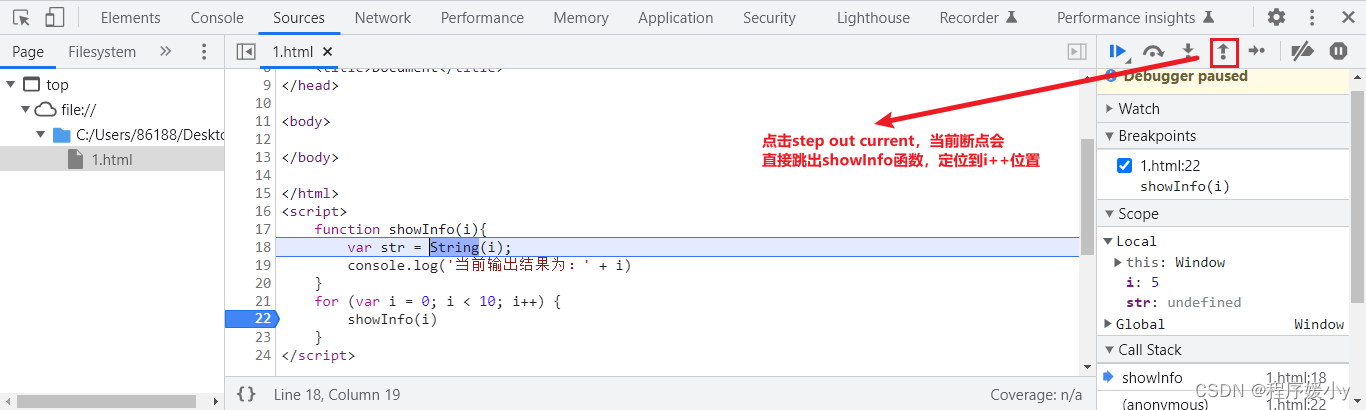 Elements Console Sources Network Performance Memory Application Security Lighthouse Recorder Performance insights
Page Filesystem
1.html
top
file://
C:/Users/86188/Deskto
1.html
8 <title>Document</title>
9 </head>
10
11 <body>
12
13 </body>
14
15 </html>
16 <script>
17 function showInfo(i){
18 var str = String(i);
19 console.log('当前输出结果为：' + i)
20 }
21 for (var i = 0; i < 10; i++) {
22 showInfo(i)
23 }
24 </script>
点击step out current，当前断点会
直接跳出showInfo函数，定位到i++位置
{} Line 18, Column 19 Coverage: n/a
Debugger paused
Watch
Breakpoints
1.html:22
showInfo(i)
Scope
Local
this: Window
i: 5
str: undefined
Global Window
Call Stack
showInfo 1.html:18
(anonymous) 1.html:22
CSDN @程序媛小y